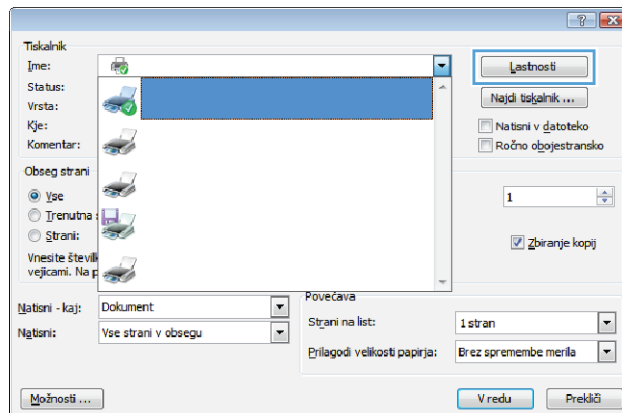 Tiskalnik
Ime:
Lastnosti
Status:
Vrsta:
Najdi tiskalnik ...
Kje:
Natisni v datoteko
Komentar:
Ročno obojestransko
Obseg strani
Vse
1
Trenutna
Strani:
Zbiranje kopij
Vnesite števil
vejicami. Na p
Natisni - kaj: Dokument
Povečava
Natisni: Vse strani v obsegu
Strani na list: 1 stran
Prilagodi velikosti papirja: Brez spremembe merila
Možnosti ...
V redu
Prekliči